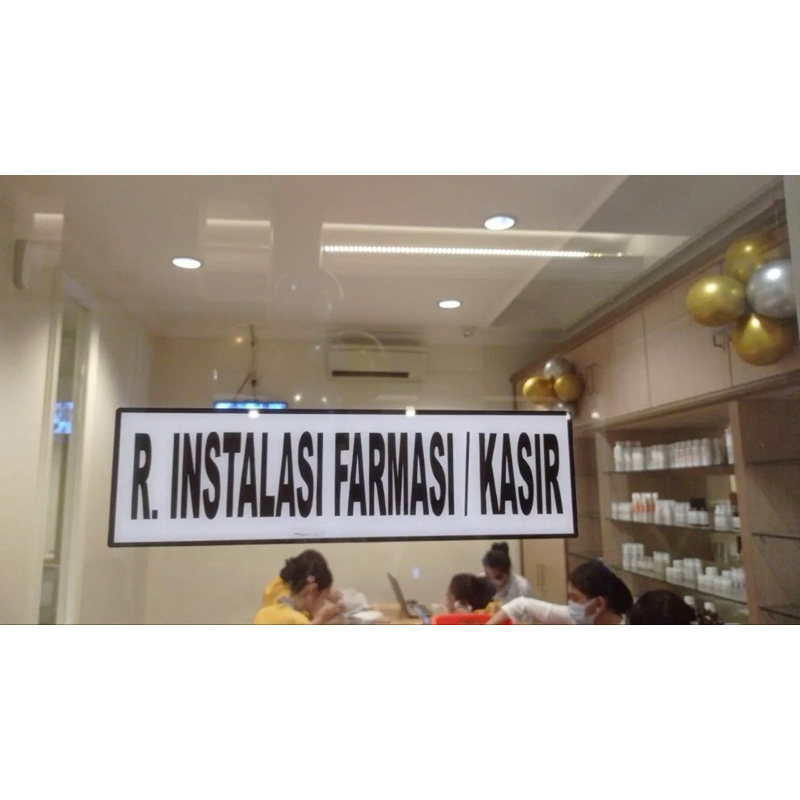 R. INSTALASI FARMASI / KASIR